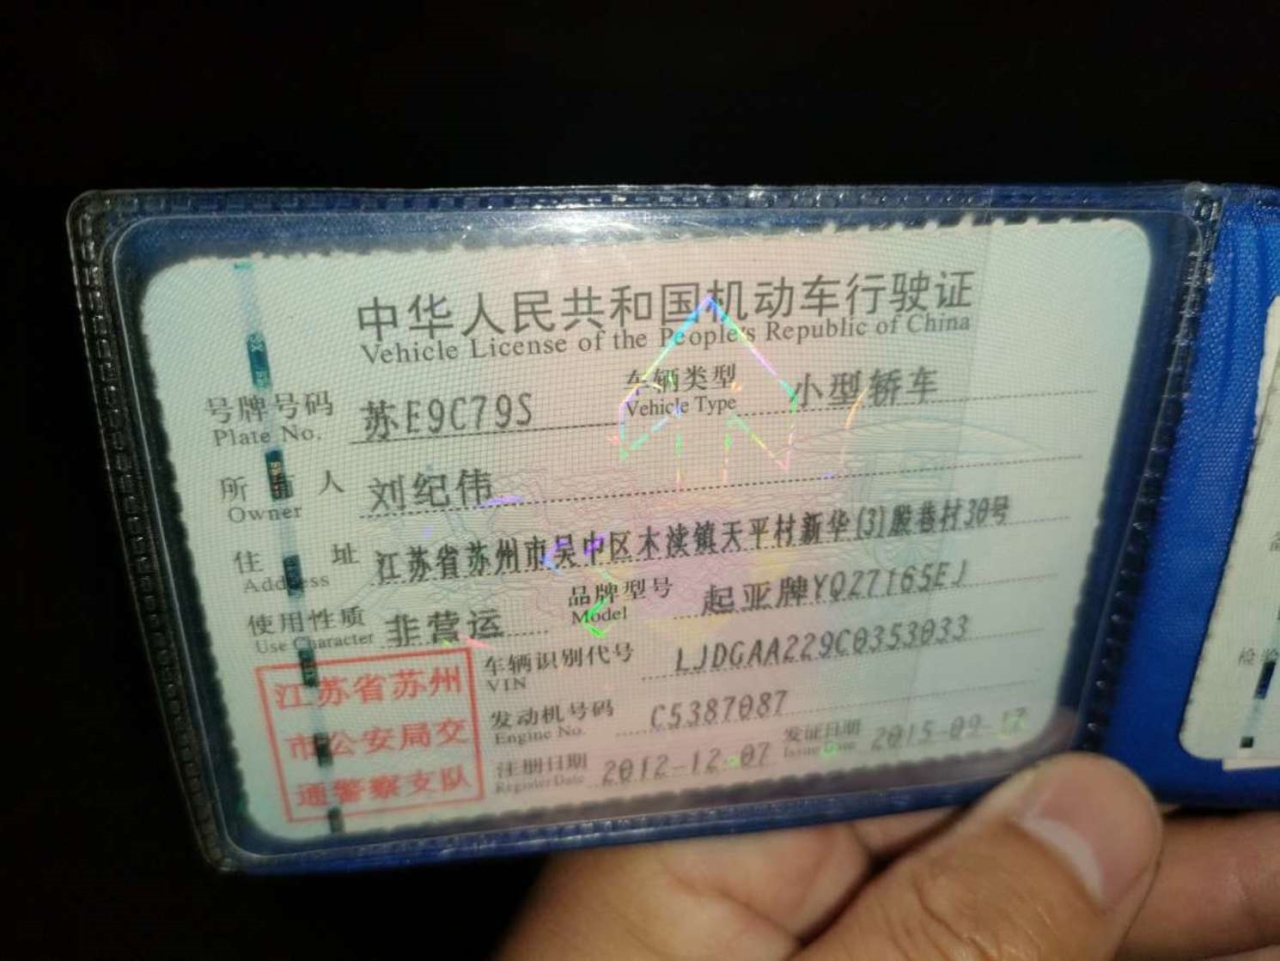 中华人民共和国机动车行驶证
Vehicle License of the People's Republic of China
号牌号码 苏E9C79S 车辆类型 小型轿车
Plate No. Vehicle Type
所有人 刘纪伟
Owner
住址 江苏省苏州市吴中区木渎镇天平村新华(3)殷巷村30号
Address
使用性质 非营运 品牌型号 起亚牌YQZ7165EJ
Use Character Model
江苏省苏州
市公安局交
通警察支队
车辆识别代号 LJDGAA229C0353033
VIN
发动机号码 C5387087
Engine No.
注册日期 2012-12-07 发证日期 2015-09-17
Register Date Issue Date
检验